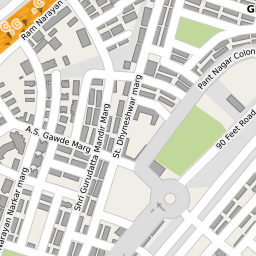 G
Ram Narayan
Pant Nagar Colon
90 Feet Road
A.S. Gawde Marg
St. Dhyneshwar marg
Shri Gurudatta Mandir Marg
Narayan Narkar marg